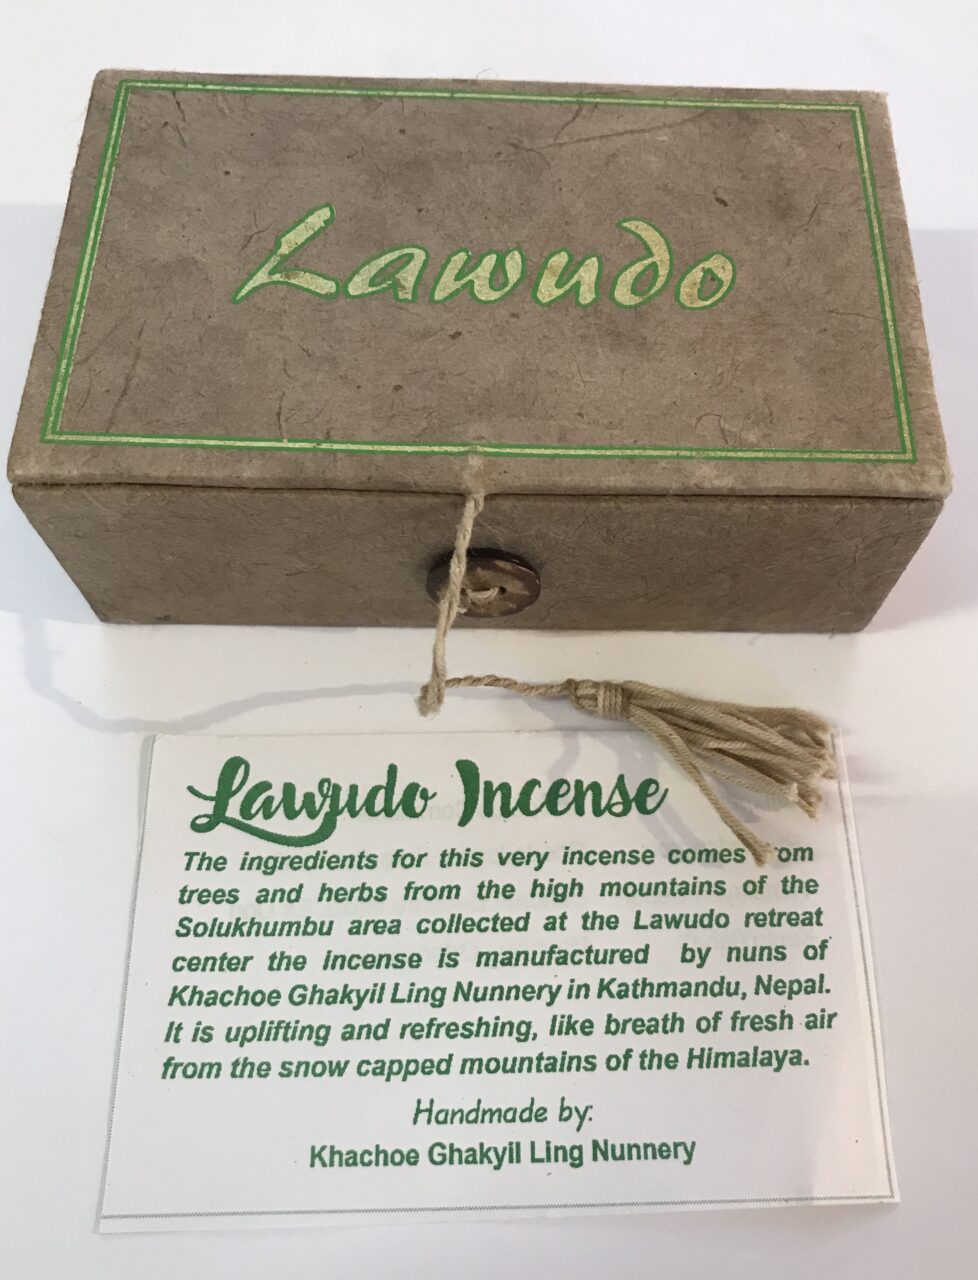 Lawudo
Lawudo Incense
The ingredients for this very incense comes om
trees and herbs from the high mountains of the
Solukhumbu area collected at the Lawudo retreat
center the incense is manufactured by nuns of
Khachoe Ghakyil Ling Nunnery in Kathmandu, Nepal.
It is uplifting and refreshing, like breath of fresh air
from the snow capped mountains of the Himalaya.
Handmade by:
Khachoe Ghakyil Ling Nunnery